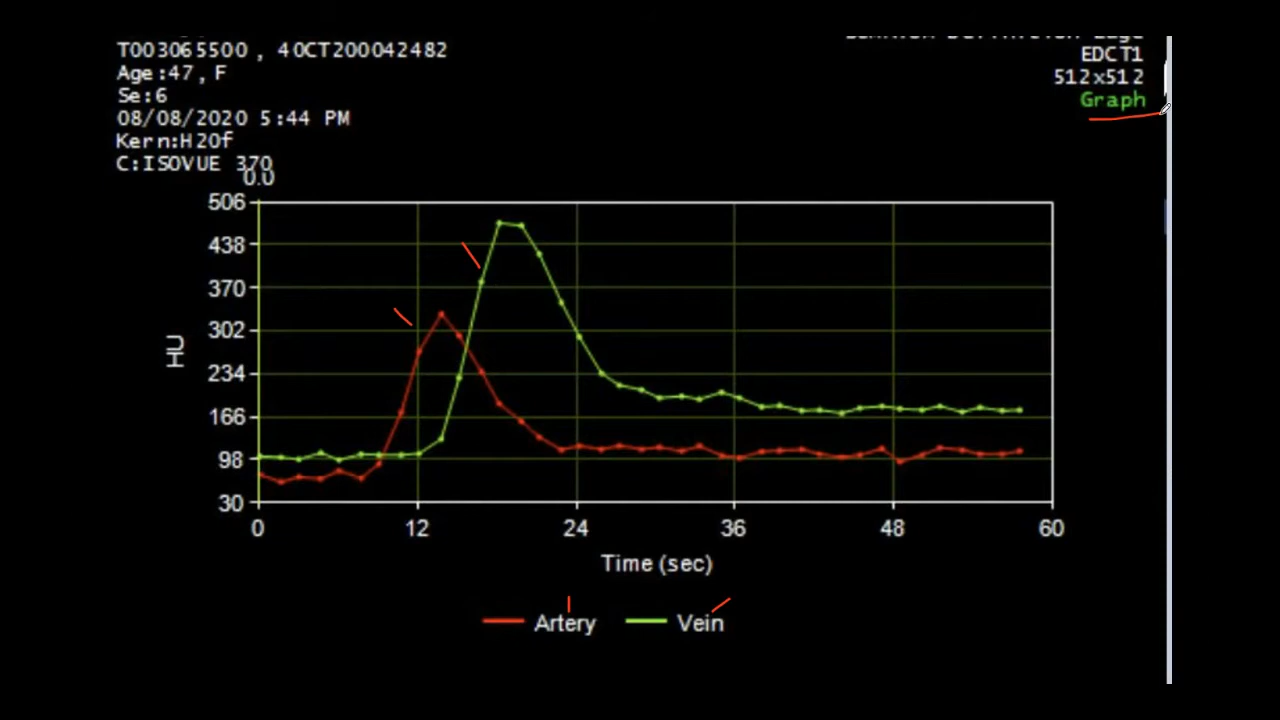 T003065500 , 4OCT200042482
Age:47, F
Se:6
08/08/2020 5:44 PM
Kern:H20f
C:ISOVUE 370
0.0
EDCT1
512x512
Graph
506
438
370
302
234
166
98
30
HU
0 12 24 36 48 60
Time (sec)
Artery Vein